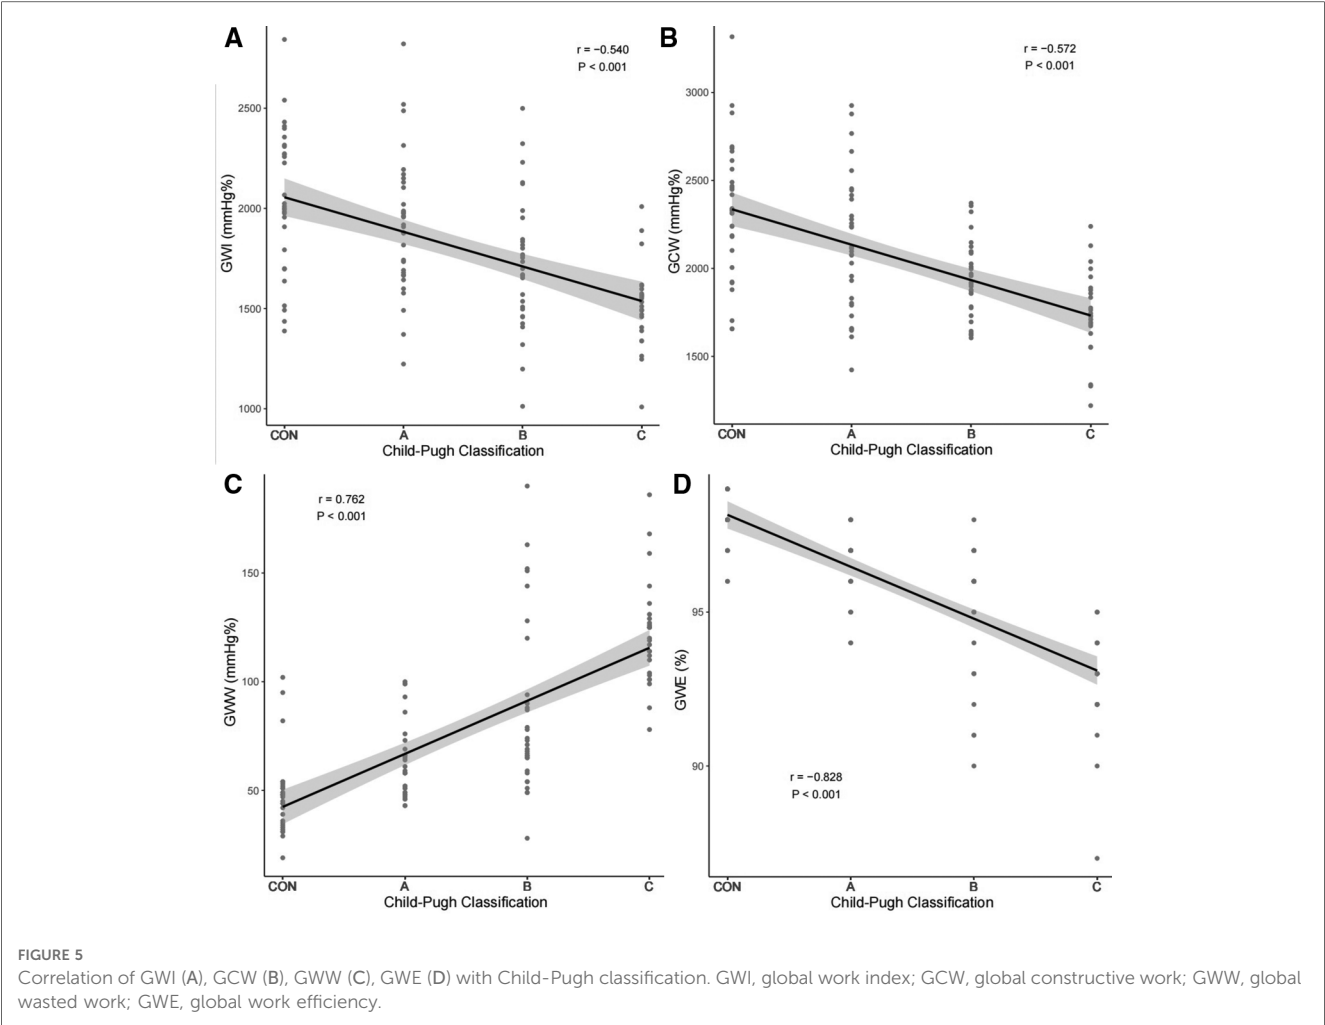 A
r = −0.540
P < 0.001
2500
2000
1500
1000
GWI (mmHg%)
CON A B C
Child-Pugh Classification
B
r = −0.572
P < 0.001
3000
2500
2000
1500
GCW (mmHg%)
CON A B C
Child-Pugh Classification
C
r = 0.762
P < 0.001
150
100
50
GWW (mmHg%)
CON A B C
Child-Pugh Classification
D
95
90
GWE (%)
r = −0.828
P < 0.001
CON A B C
Child-Pugh Classification
FIGURE 5
Correlation of GWI (A), GCW (B), GWW (C), GWE (D) with Child-Pugh classification. GWI, global work index; GCW, global constructive work; GWW, global
wasted work; GWE, global work efficiency.